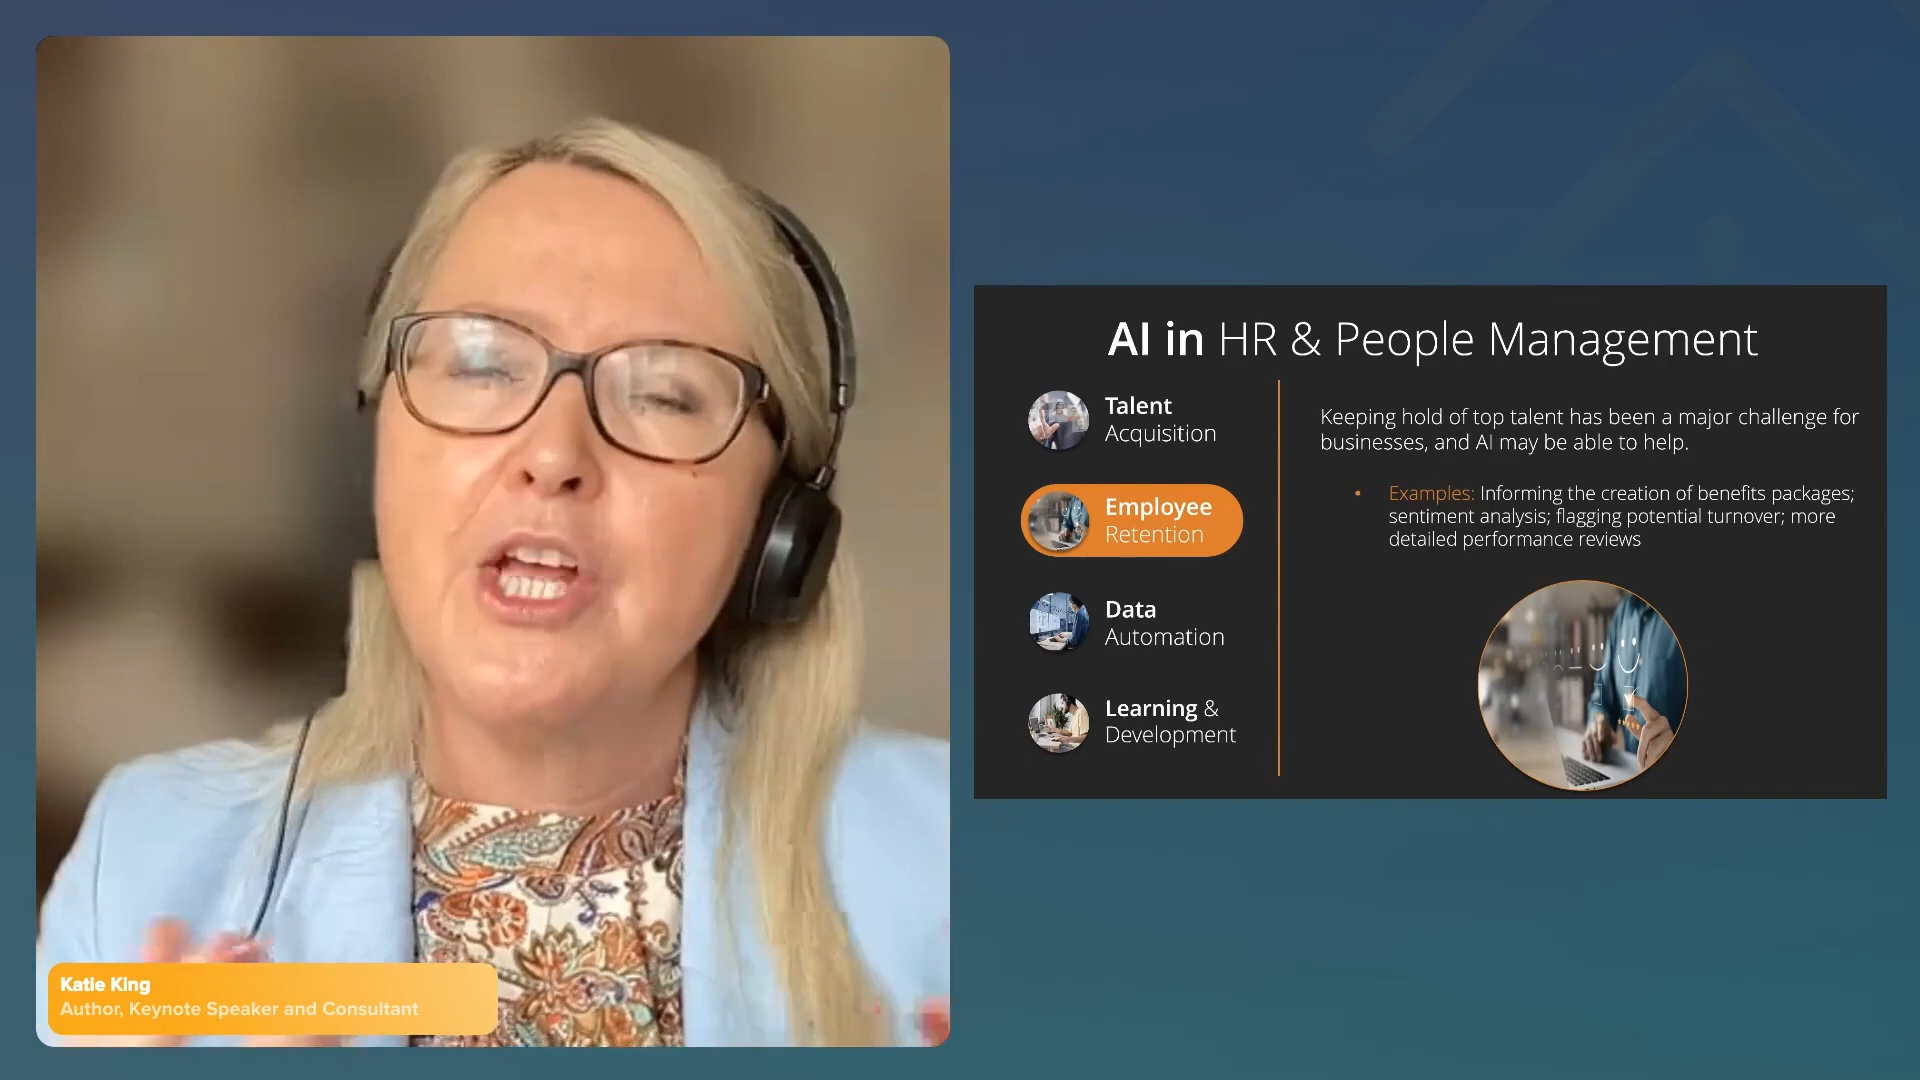 Katie King
Author, Keynote Speaker and Consultant
AI in HR & People Management
Talent
Acquisition
Employee
Retention
Data
Automation
Learning &
Development
Keeping hold of top talent has been a major challenge for
businesses, and AI may be able to help.
• Examples: Informing the creation of benefits packages;
sentiment analysis; flagging potential turnover; more
detailed performance reviews